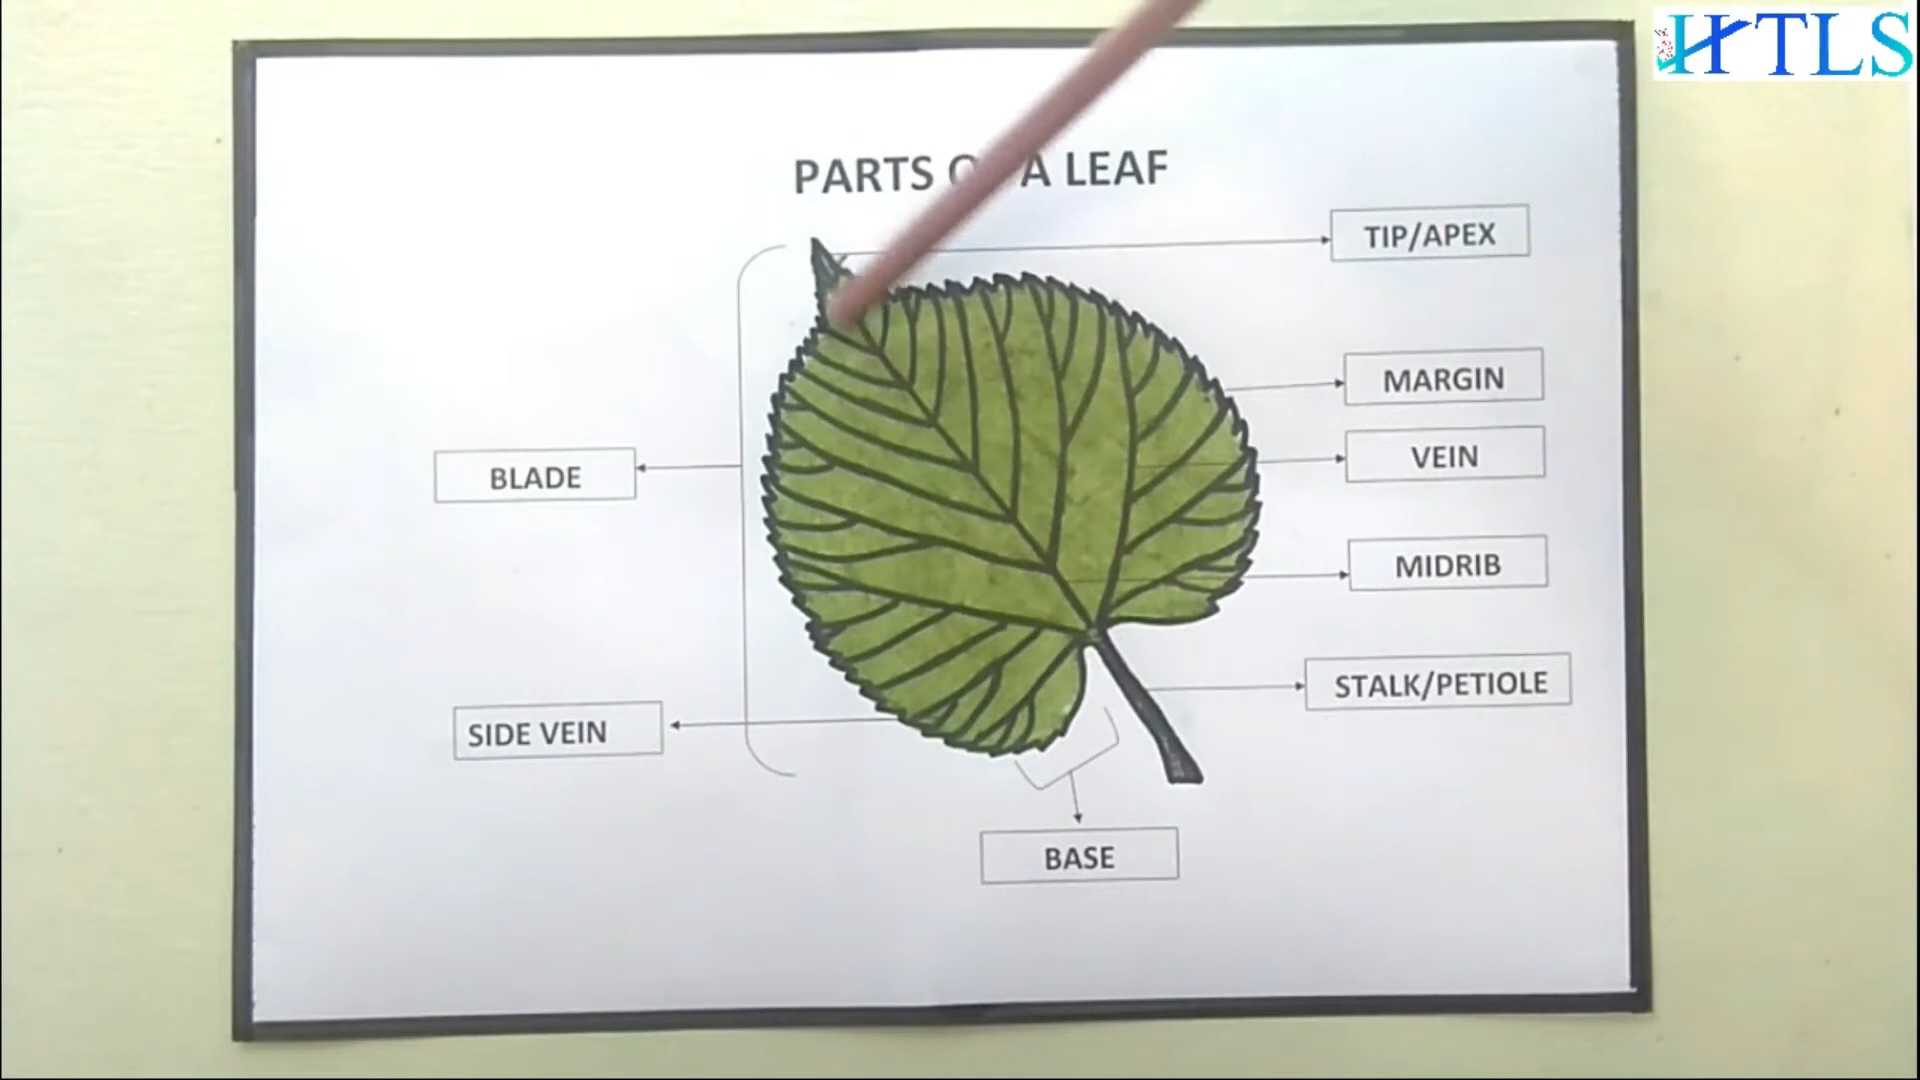 HTLS
PARTS A LEAF
TIP/APEX
MARGIN
VEIN
BLADE
MIDRIB
STALK/PETIOLE
SIDE VEIN
BASE